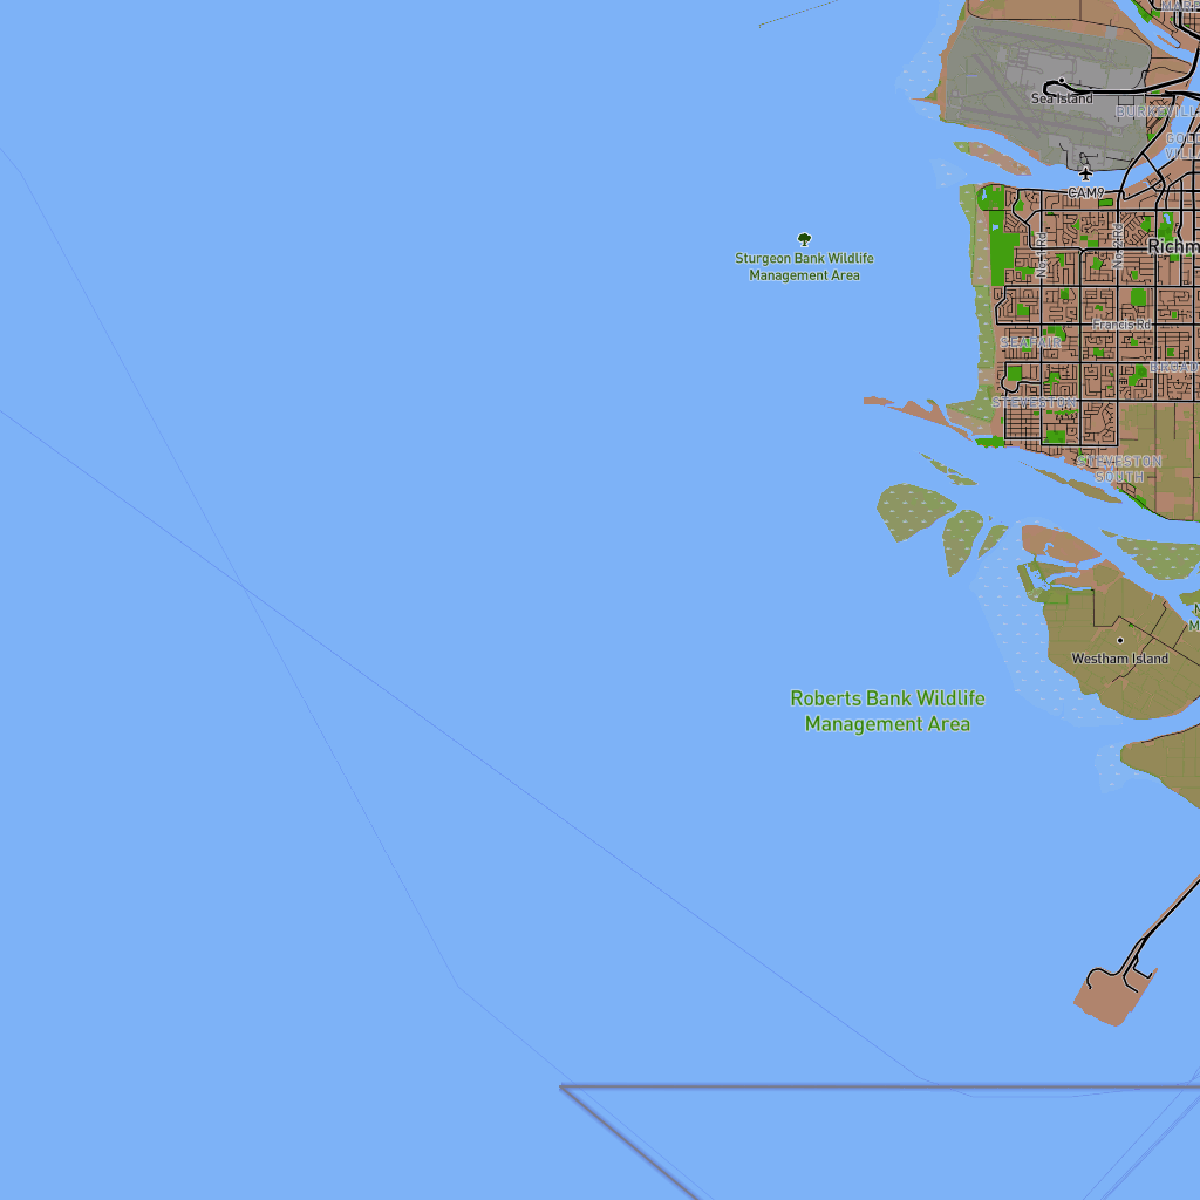 Sea Island
CAM9
Sturgeon Bank Wildlife
Management Area
No. 1 Rd
No. 2 Rd
Francis Rd
SEAFAIR
STEVESTON
STEVESTON
SOUTH
Westham Island
Roberts Bank Wildlife
Management Area